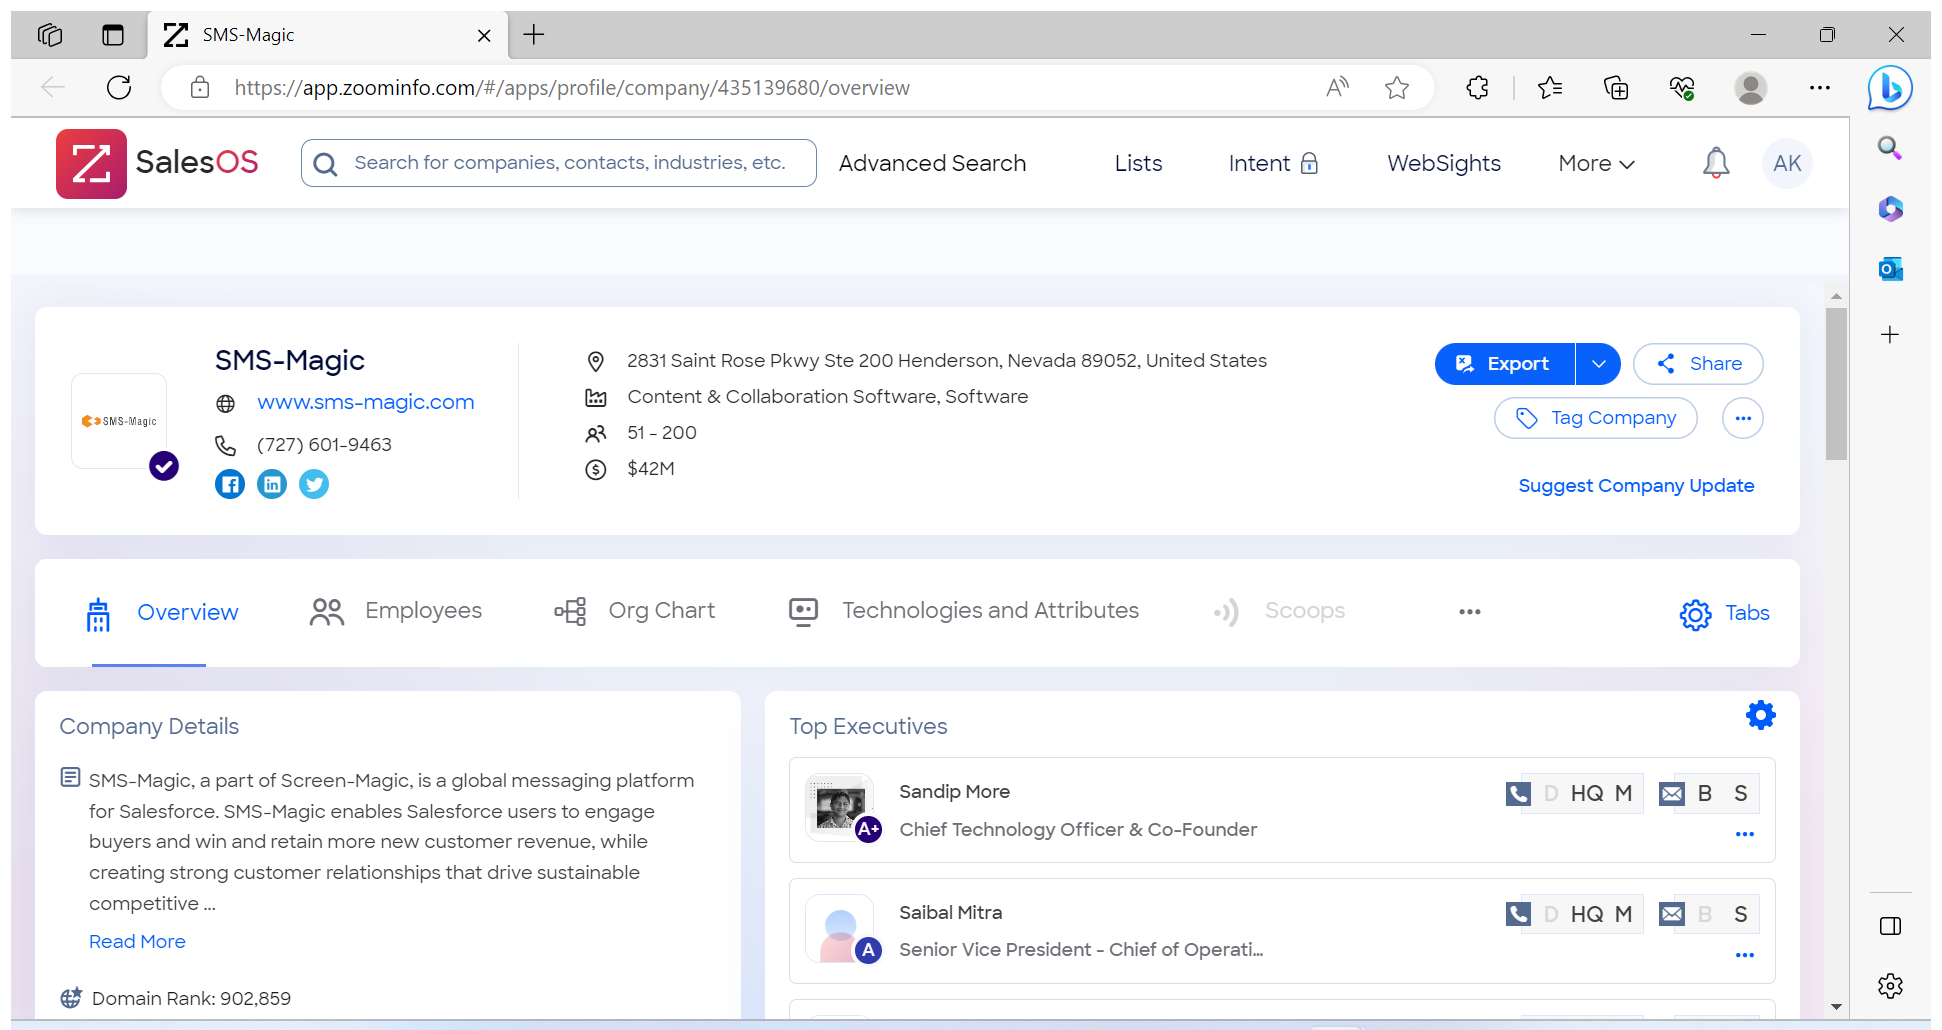 SMS-Magic
https://app.zoominfo.com/#/apps/profile/company/435139680/overview
SalesOS
Search for companies, contacts, industries, etc.
Advanced Search
Lists
Intent
WebSights
More
AK
SMS-Magic
SMS-Magic
www.sms-magic.com
(727) 601-9463
2831 Saint Rose Pkwy Ste 200 Henderson, Nevada 89052, United States
Content & Collaboration Software, Software
51 - 200
$42M
Export
Share
Tag Company
Suggest Company Update
Overview
Employees
Org Chart
Technologies and Attributes
Scoops
Tabs
Company Details
SMS-Magic, a part of Screen-Magic, is a global messaging platform
for Salesforce. SMS-Magic enables Salesforce users to engage
buyers and win and retain more new customer revenue, while
creating strong customer relationships that drive sustainable
competitive ...
Read More
Domain Rank: 902,859
Top Executives
Sandip More
A+
Chief Technology Officer & Co-Founder
D HQ M
B S
Saibal Mitra
A
Senior Vice President - Chief of Operati...
D HQ M
B S